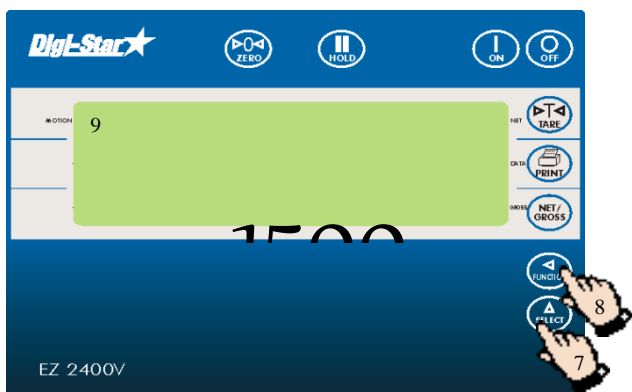 Digi-Star
ZERO
HOLD
ON
OFF
MOTION
9
NET
TARE
DATA
PRINT
GROSS
NET/
GROSS
1500
FUNCTION
8
SELECT
7
EZ 2400V